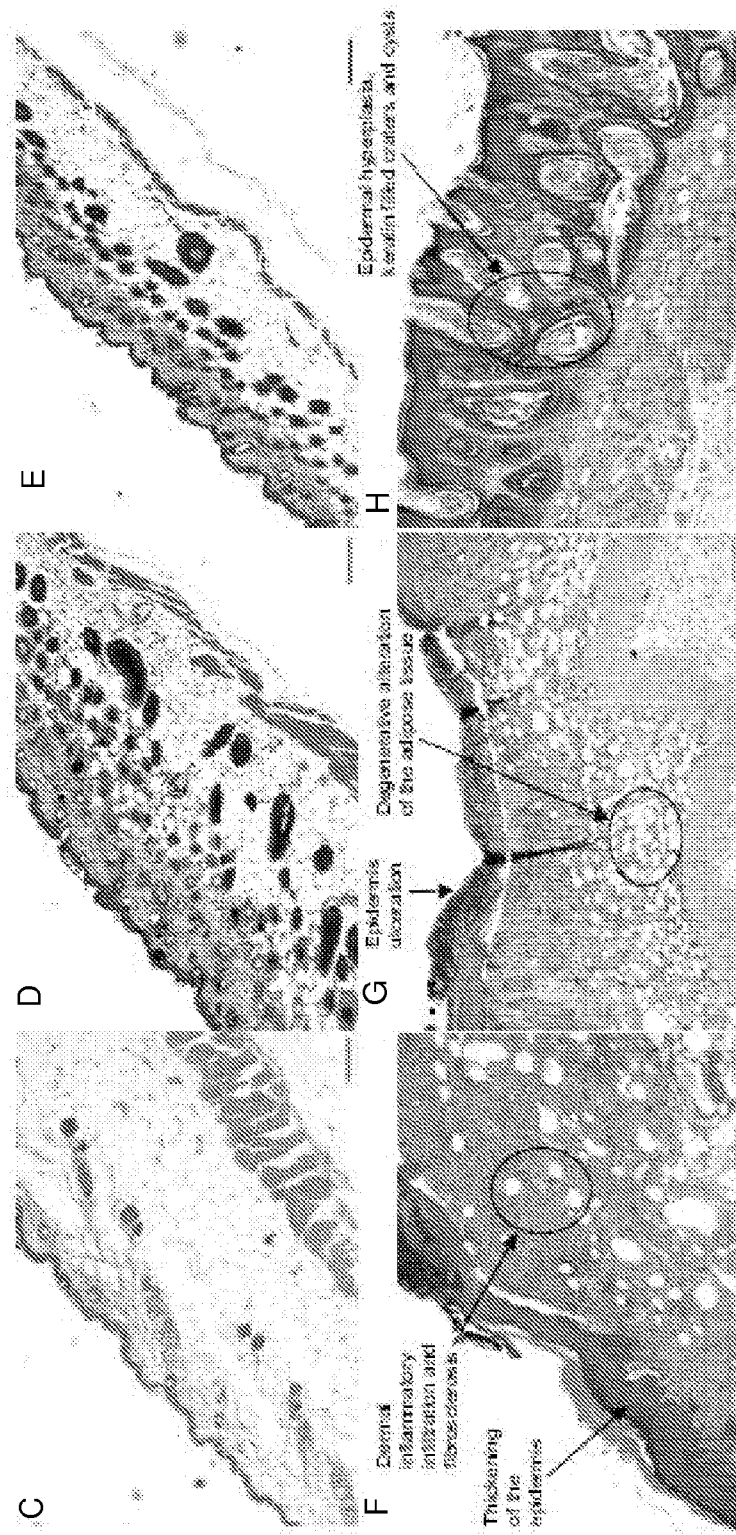 C
D
E
F
Dermal
inflammatory
infiltration and
fibrosclerosis
Thickening
of the
epidermis
G
Epidermis
ulceration
Degenerative alteration
of the adipose tissue
H
Epidermal hyperplasia,
keratin filled craters and cysts